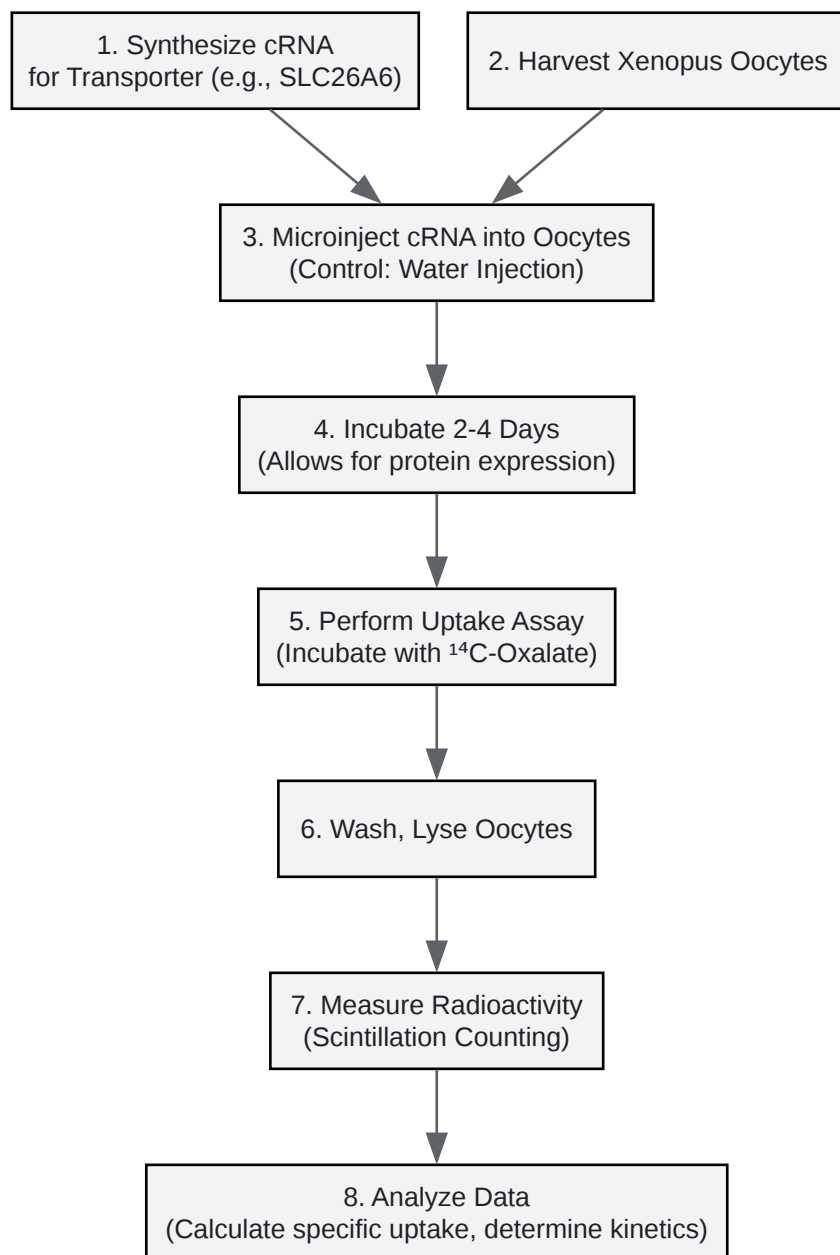 1. Synthesize cRNA
for Transporter (e.g., SLC26A6)
2. Harvest Xenopus Oocytes
3. Microinject cRNA into Oocytes
(Control: Water Injection)
4. Incubate 2-4 Days
(Allows for protein expression)
5. Perform Uptake Assay
(Incubate with ¹⁴C-Oxalate)
6. Wash, Lyse Oocytes
7. Measure Radioactivity
(Scintillation Counting)
8. Analyze Data
(Calculate specific uptake, determine kinetics)